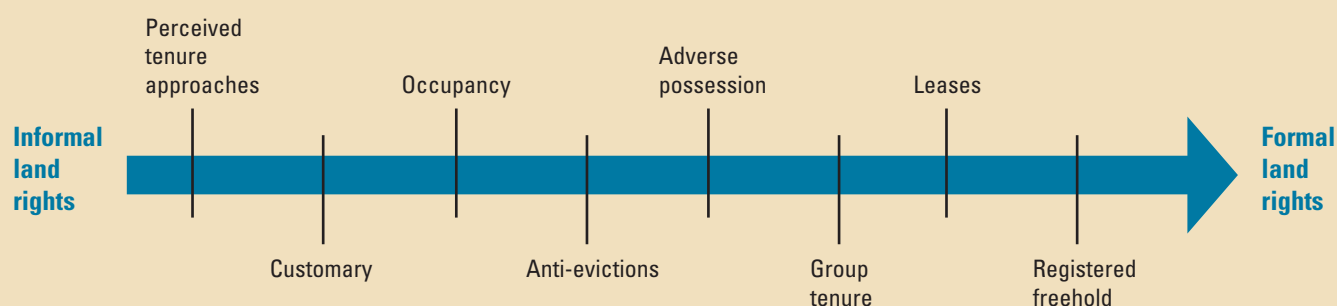 Perceived
tenure
approaches
Occupancy
Adverse
possession
Leases
Informal
land
rights
Formal
land
rights
Customary
Anti-evictions
Group
tenure
Registered
freehold